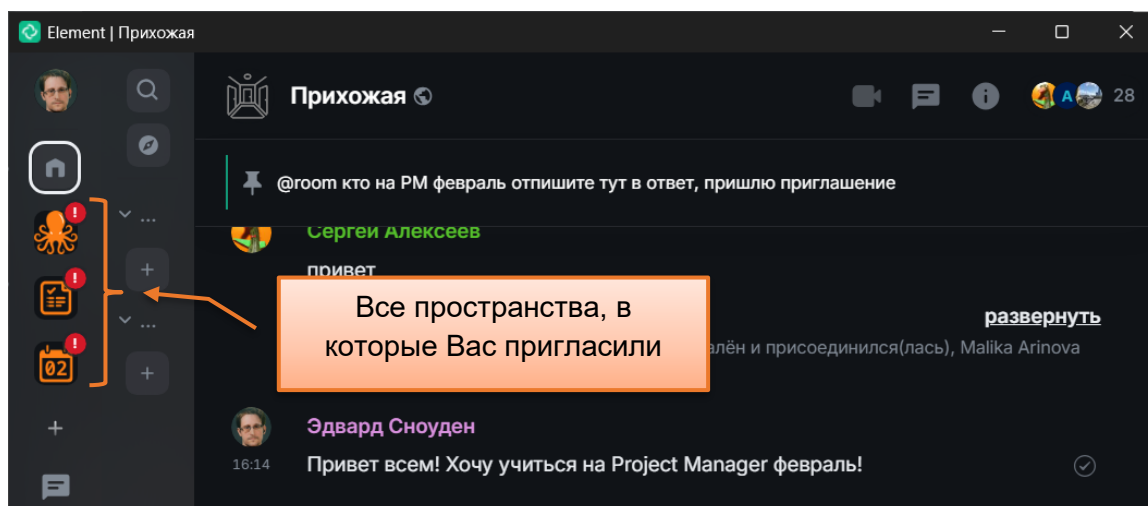 Element | Прихожая
Прихожая
A
28
@room кто на PM февраль отпишите тут в ответ, пришлю приглашение
Сергей Алексеев
привет
Все пространства, в
которые Вас пригласили
развернуть
алён и присоединился(лась), Malika Arinova
02
Эдвард Сноуден
16:14
Привет всем! Хочу учиться на Project Manager февраль!